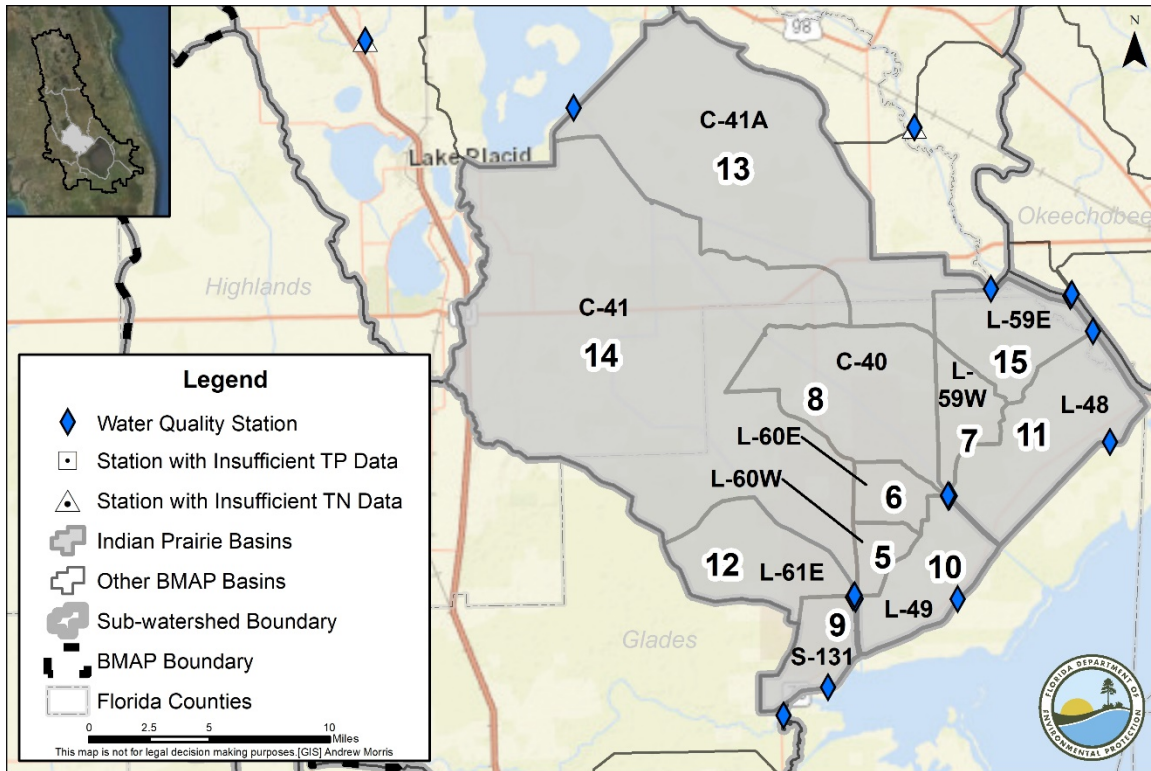 98
N
C-41A
13
Lake Placid
Okeechobee
Highlands
C-41
14
L-59E
15
C-40
8
L-
59W
7
L-48
11
L-60E
6
L-60W
5
12
L-61E
10
L-49
9
S-131
Glades
Legend
Water Quality Station
Station with Insufficient TP Data
Station with Insufficient TN Data
Indian Prairie Basins
Other BMAP Basins
Sub-watershed Boundary
BMAP Boundary
Florida Counties
0 2.5 5 10
Miles
This map is not for legal decision making purposes.[GIS] Andrew Morris
FLORIDA DEPARTMENT OF
ENVIRONMENTAL PROTECTION